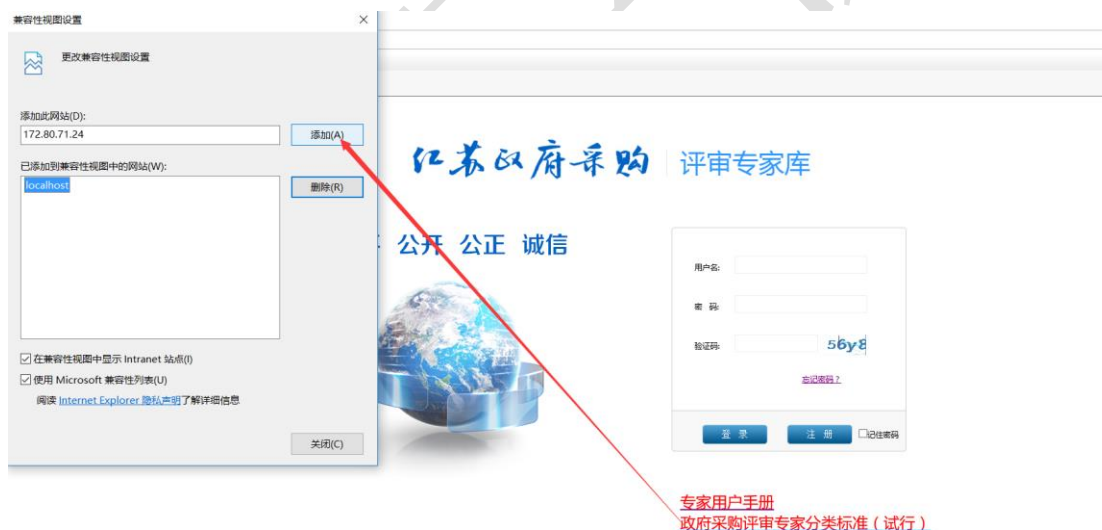 兼容性视图设置
更改兼容性视图设置
添加此网站(D):
172.80.71.24
添加(A)
已添加到兼容性视图中的网站(W):
localhost
删除(R)
在兼容性视图中显示 Intranet 站点(I)
使用 Microsoft 兼容性列表(U)
阅读 Internet Explorer 隐私声明了解详细信息
关闭(C)
江苏政府采购 评审专家库
公开 公正 诚信
用户名:
密 码:
验证码:
56y8
忘记密码?
登 录
注 册
记住密码
专家用户手册
政府采购评审专家分类标准(试行)